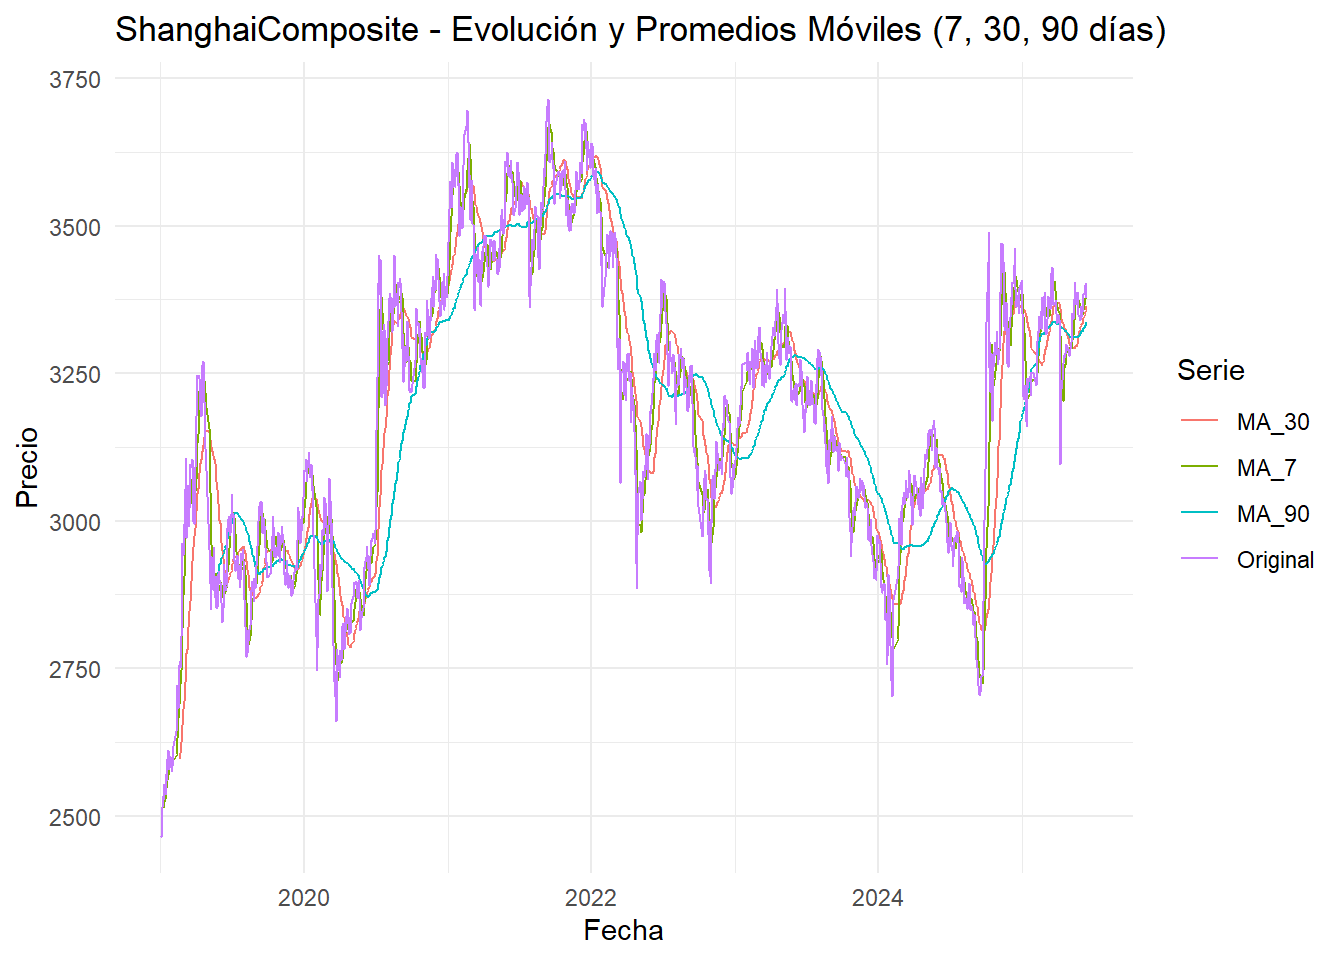 ShanghaiComposite - Evolución y Promedios Móviles (7, 30, 90 días)
3750
3500
3250
3000
2750
2500
Precio
2020
2022
2024
Fecha
Serie
MA_30
MA_7
MA_90
Original